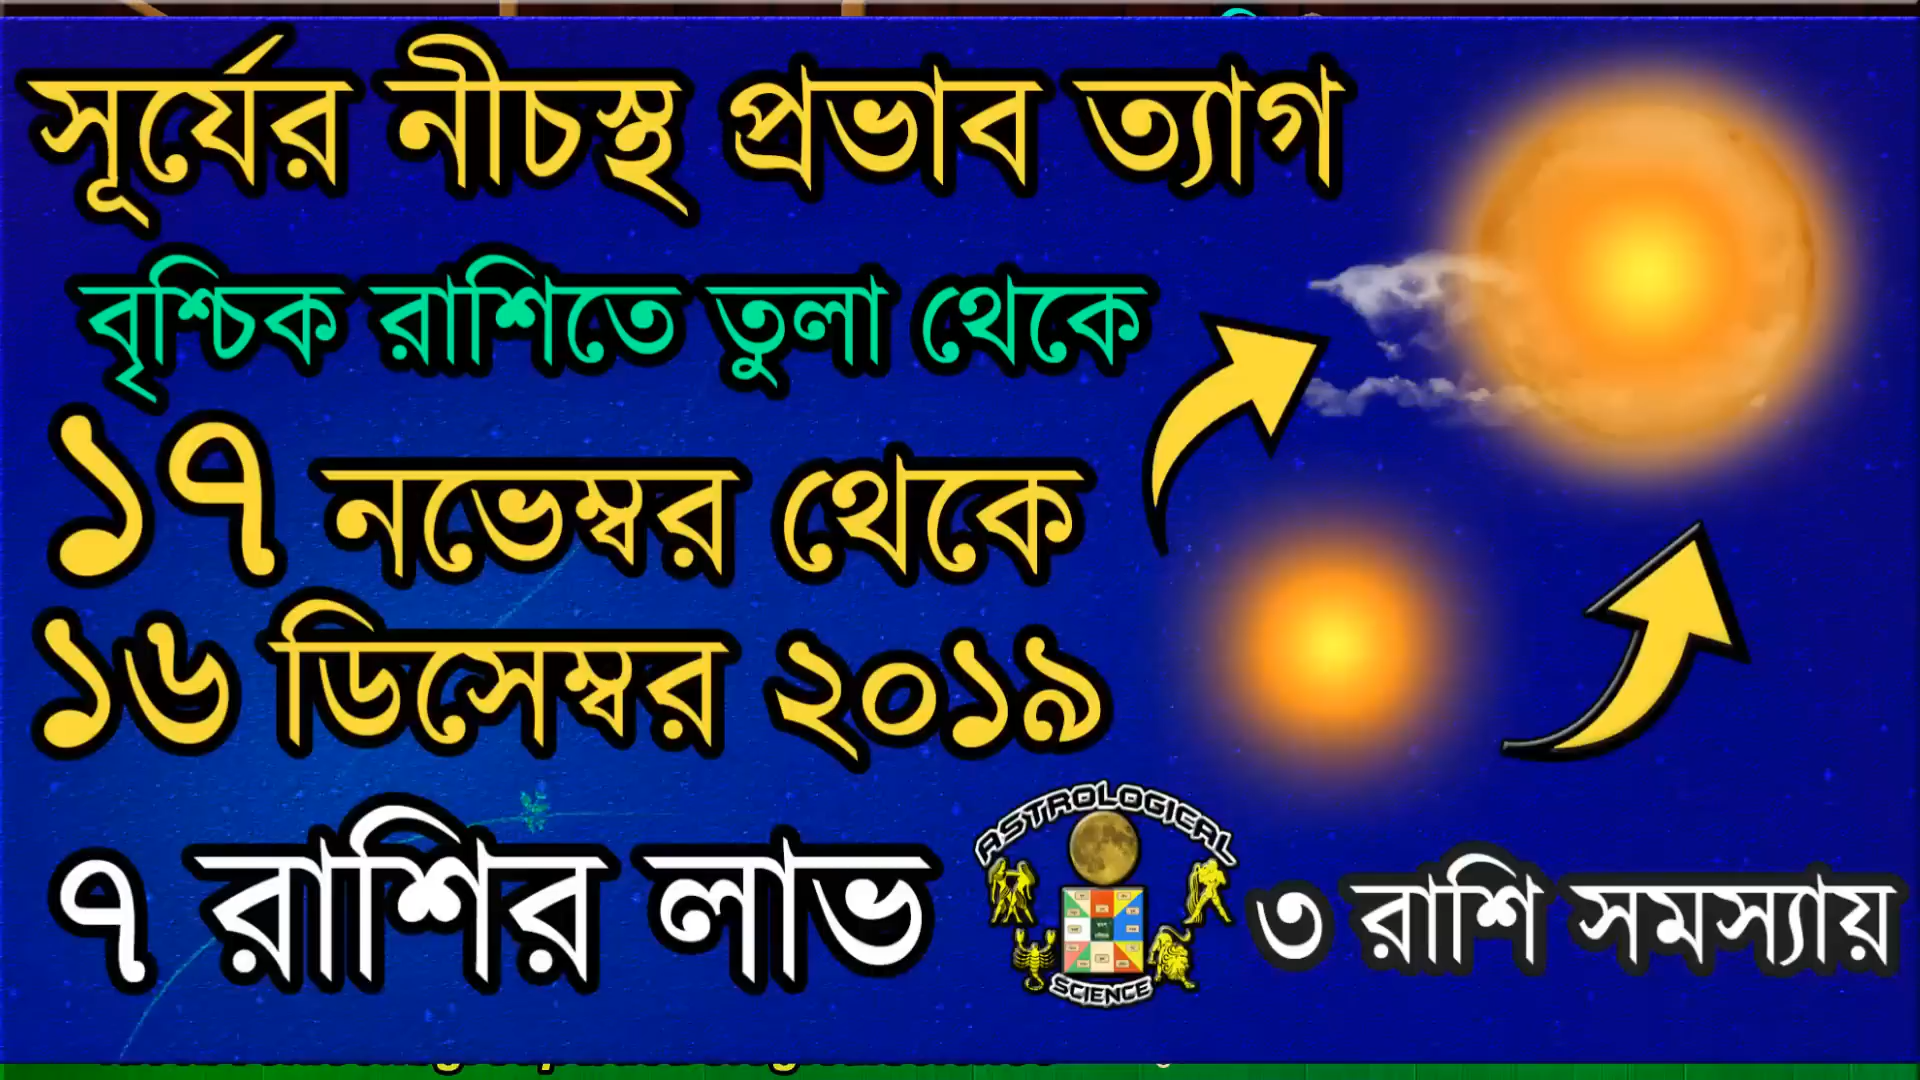 সূর্যের নীচস্থ প্রভাব ত্যাগ
বৃশ্চিক রাশিতে তুলা থেকে
১৭ নভেম্বর থেকে
১৬ ডিসেম্বর ২০১৯
৭ রাশির লাভ
ASTROLOGICAL
SCIENCE
৩ রাশি সমস্যায়